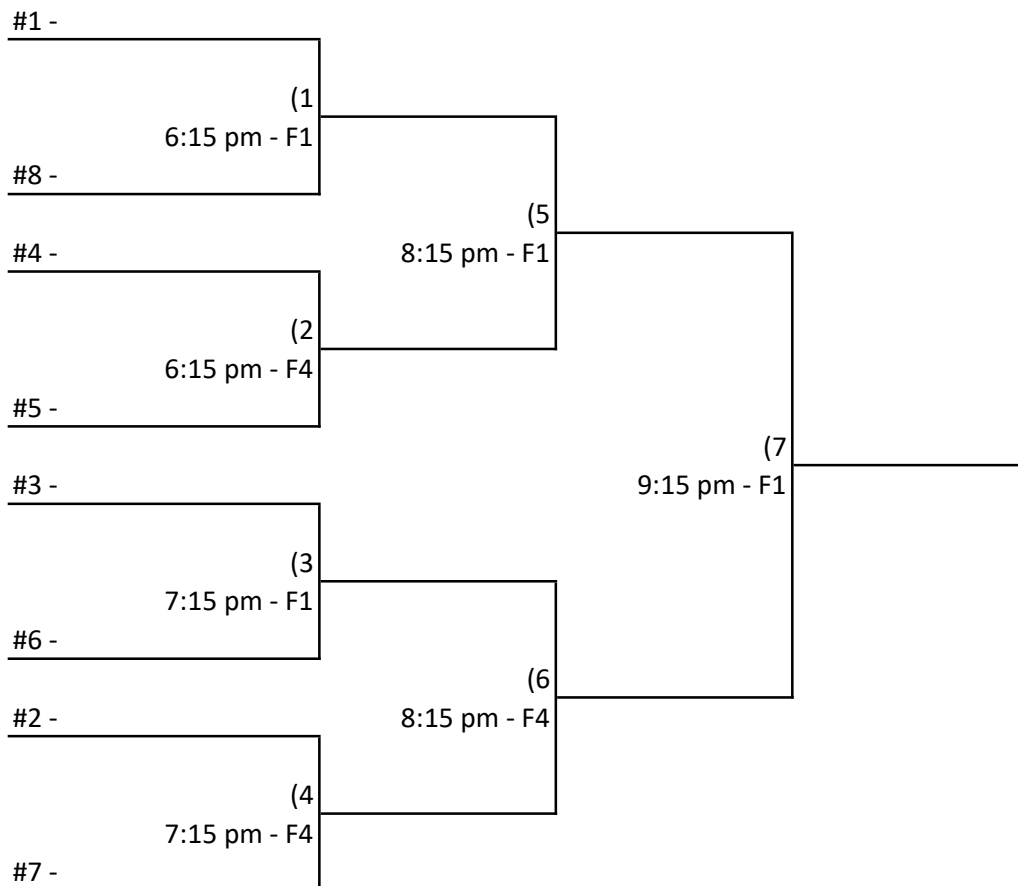 #1 -
(1
6:15 pm - F1
#8 -
(5
8:15 pm - F1
#4 -
(2
6:15 pm - F4
#5 -
(7
9:15 pm - F1
#3 -
(3
7:15 pm - F1
#6 -
(6
8:15 pm - F4
#2 -
(4
7:15 pm - F4
#7 -